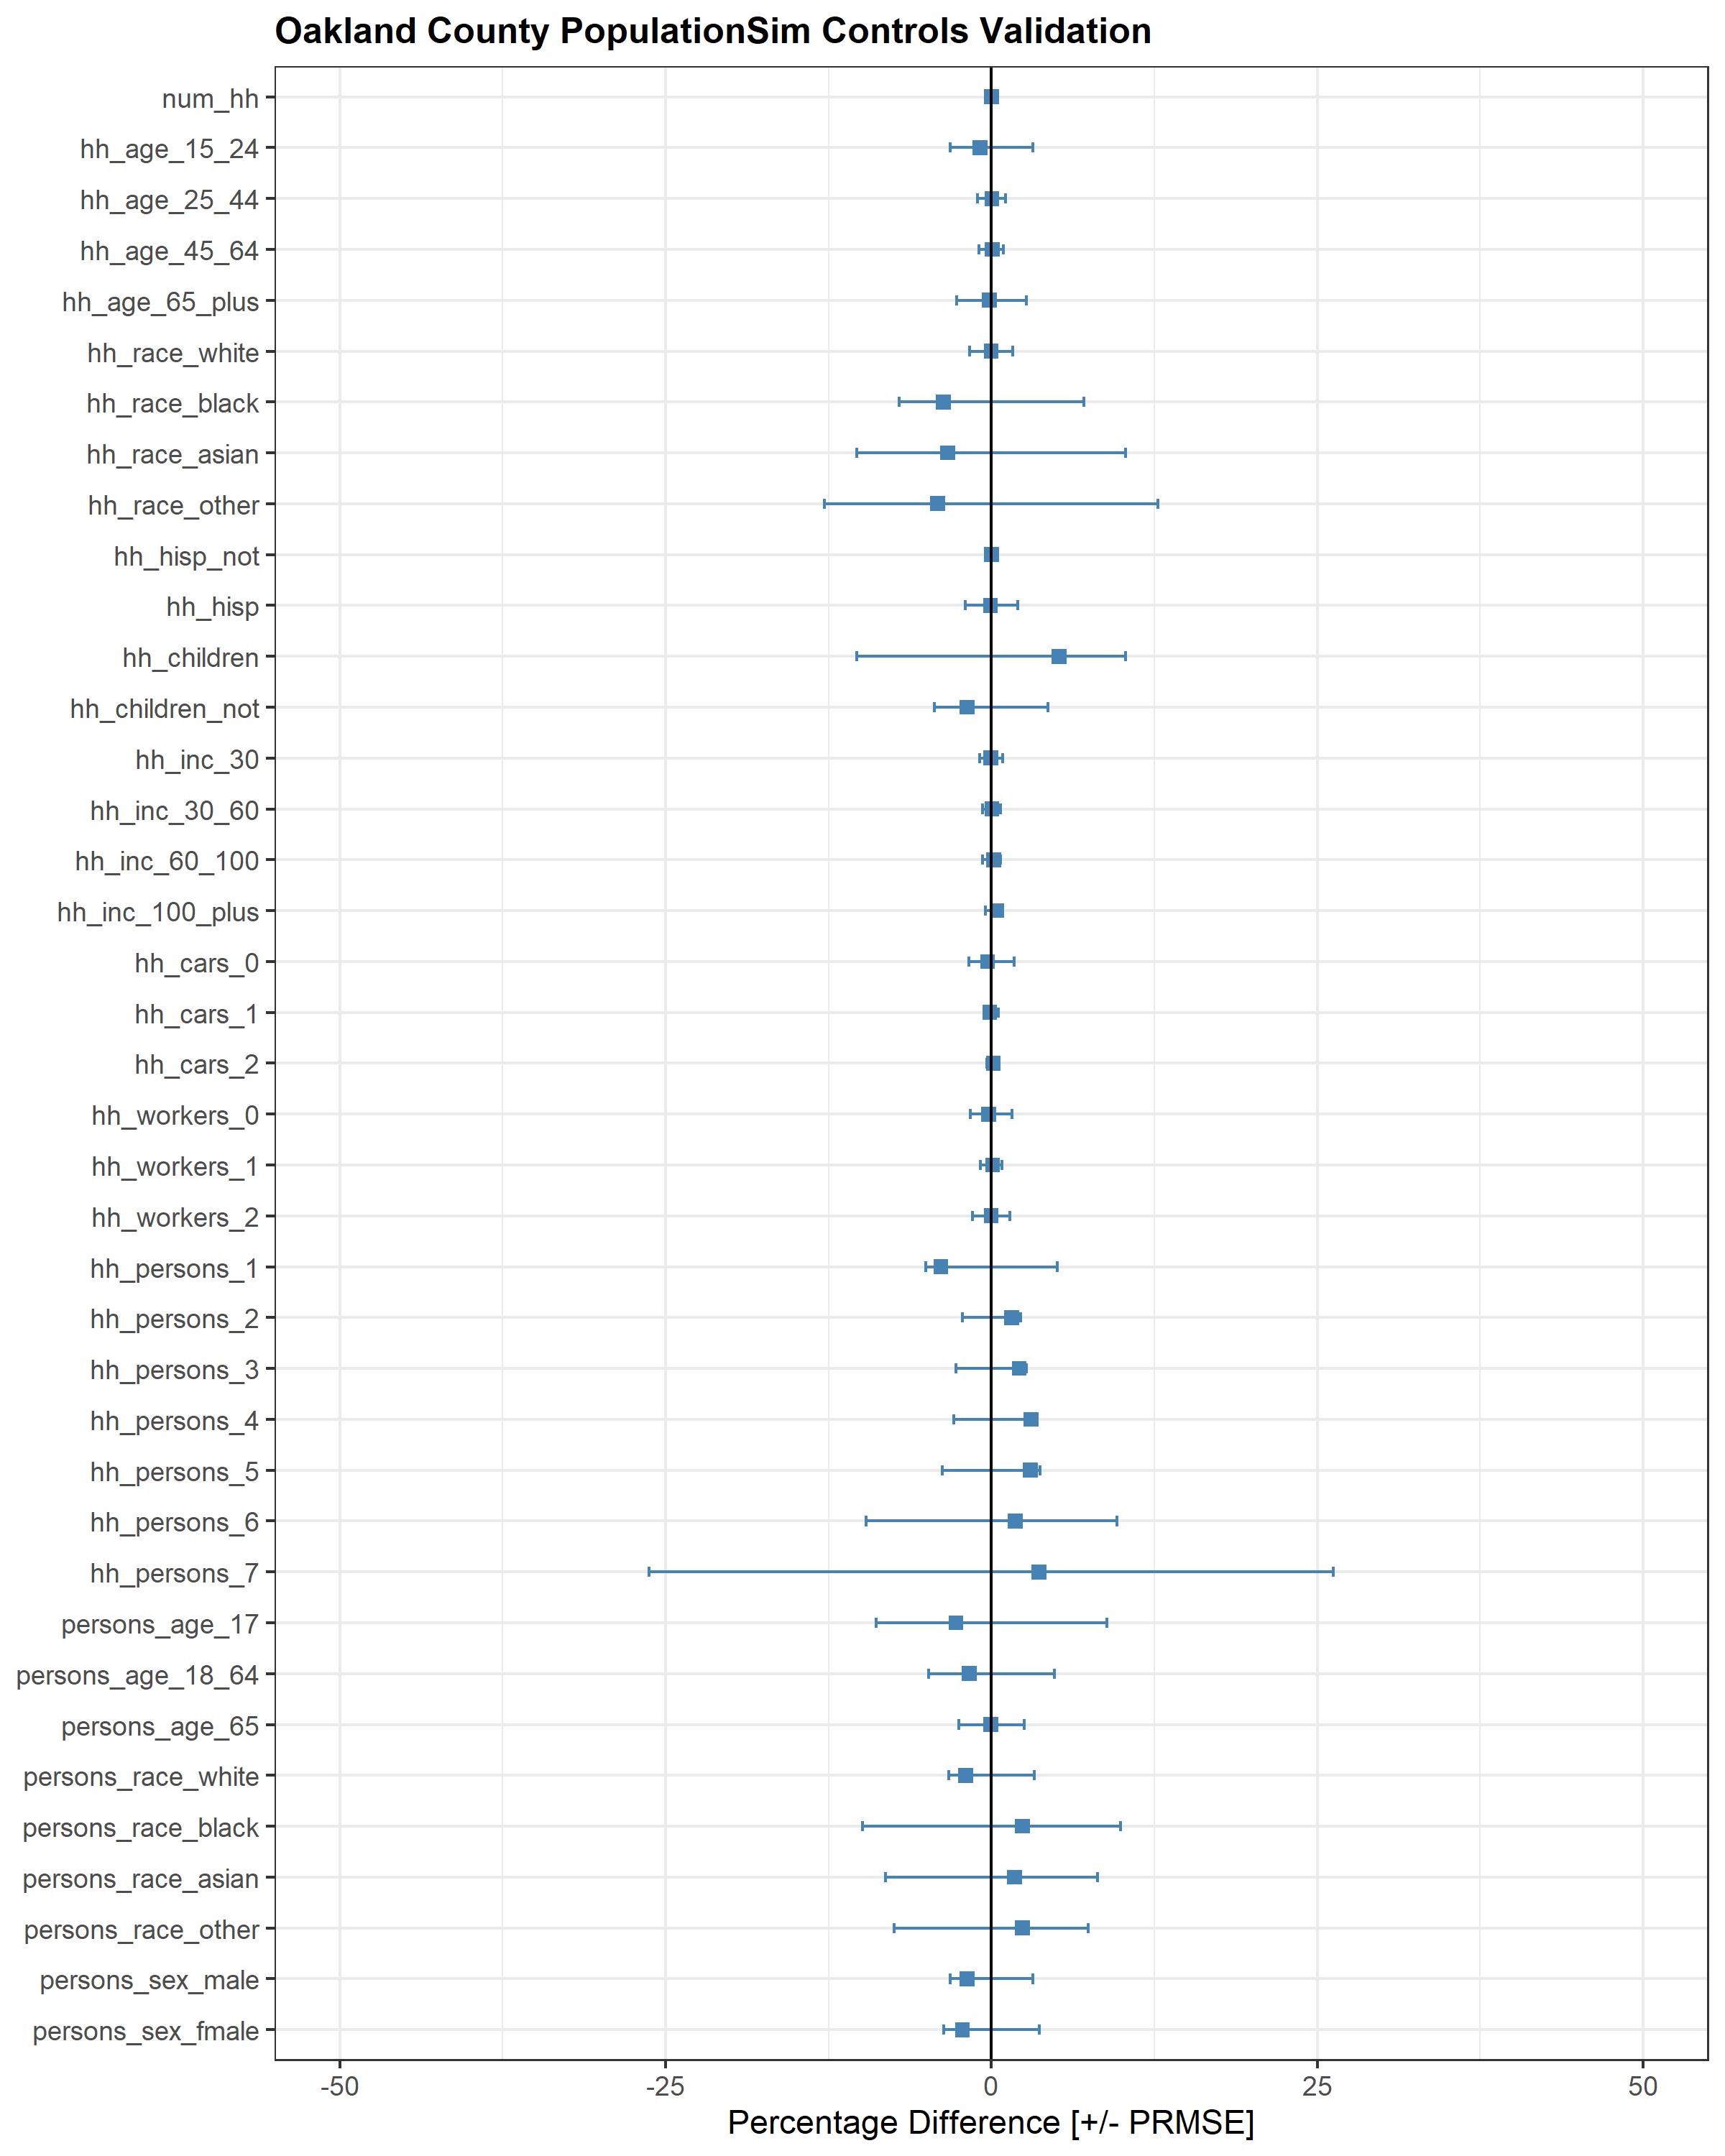 Oakland County PopulationSim Controls Validation
num_hh
hh_age_15_24
hh_age_25_44
hh_age_45_64
hh_age_65_plus
hh_race_white
hh_race_black
hh_race_asian
hh_race_other
hh_hisp_not
hh_hisp
hh_children
hh_children_not
hh_inc_30
hh_inc_30_60
hh_inc_60_100
hh_inc_100_plus
hh_cars_0
hh_cars_1
hh_cars_2
hh_workers_0
hh_workers_1
hh_workers_2
hh_persons_1
hh_persons_2
hh_persons_3
hh_persons_4
hh_persons_5
hh_persons_6
hh_persons_7
persons_age_17
persons_age_18_64
persons_age_65
persons_race_white
persons_race_black
persons_race_asian
persons_race_other
persons_sex_male
persons_sex_fmale
-50 -25 0 25 50
Percentage Difference [+/- PRMSE]